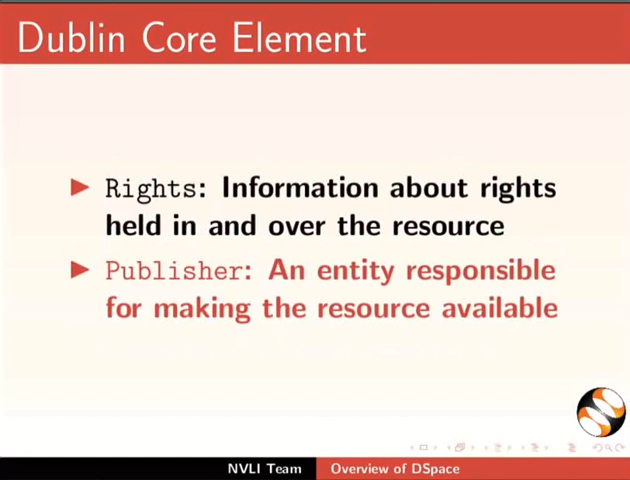 Dublin Core Element
Rights: Information about rights
held in and over the resource
Publisher: An entity responsible
for making the resource available
NVLI Team
Overview of DSpace